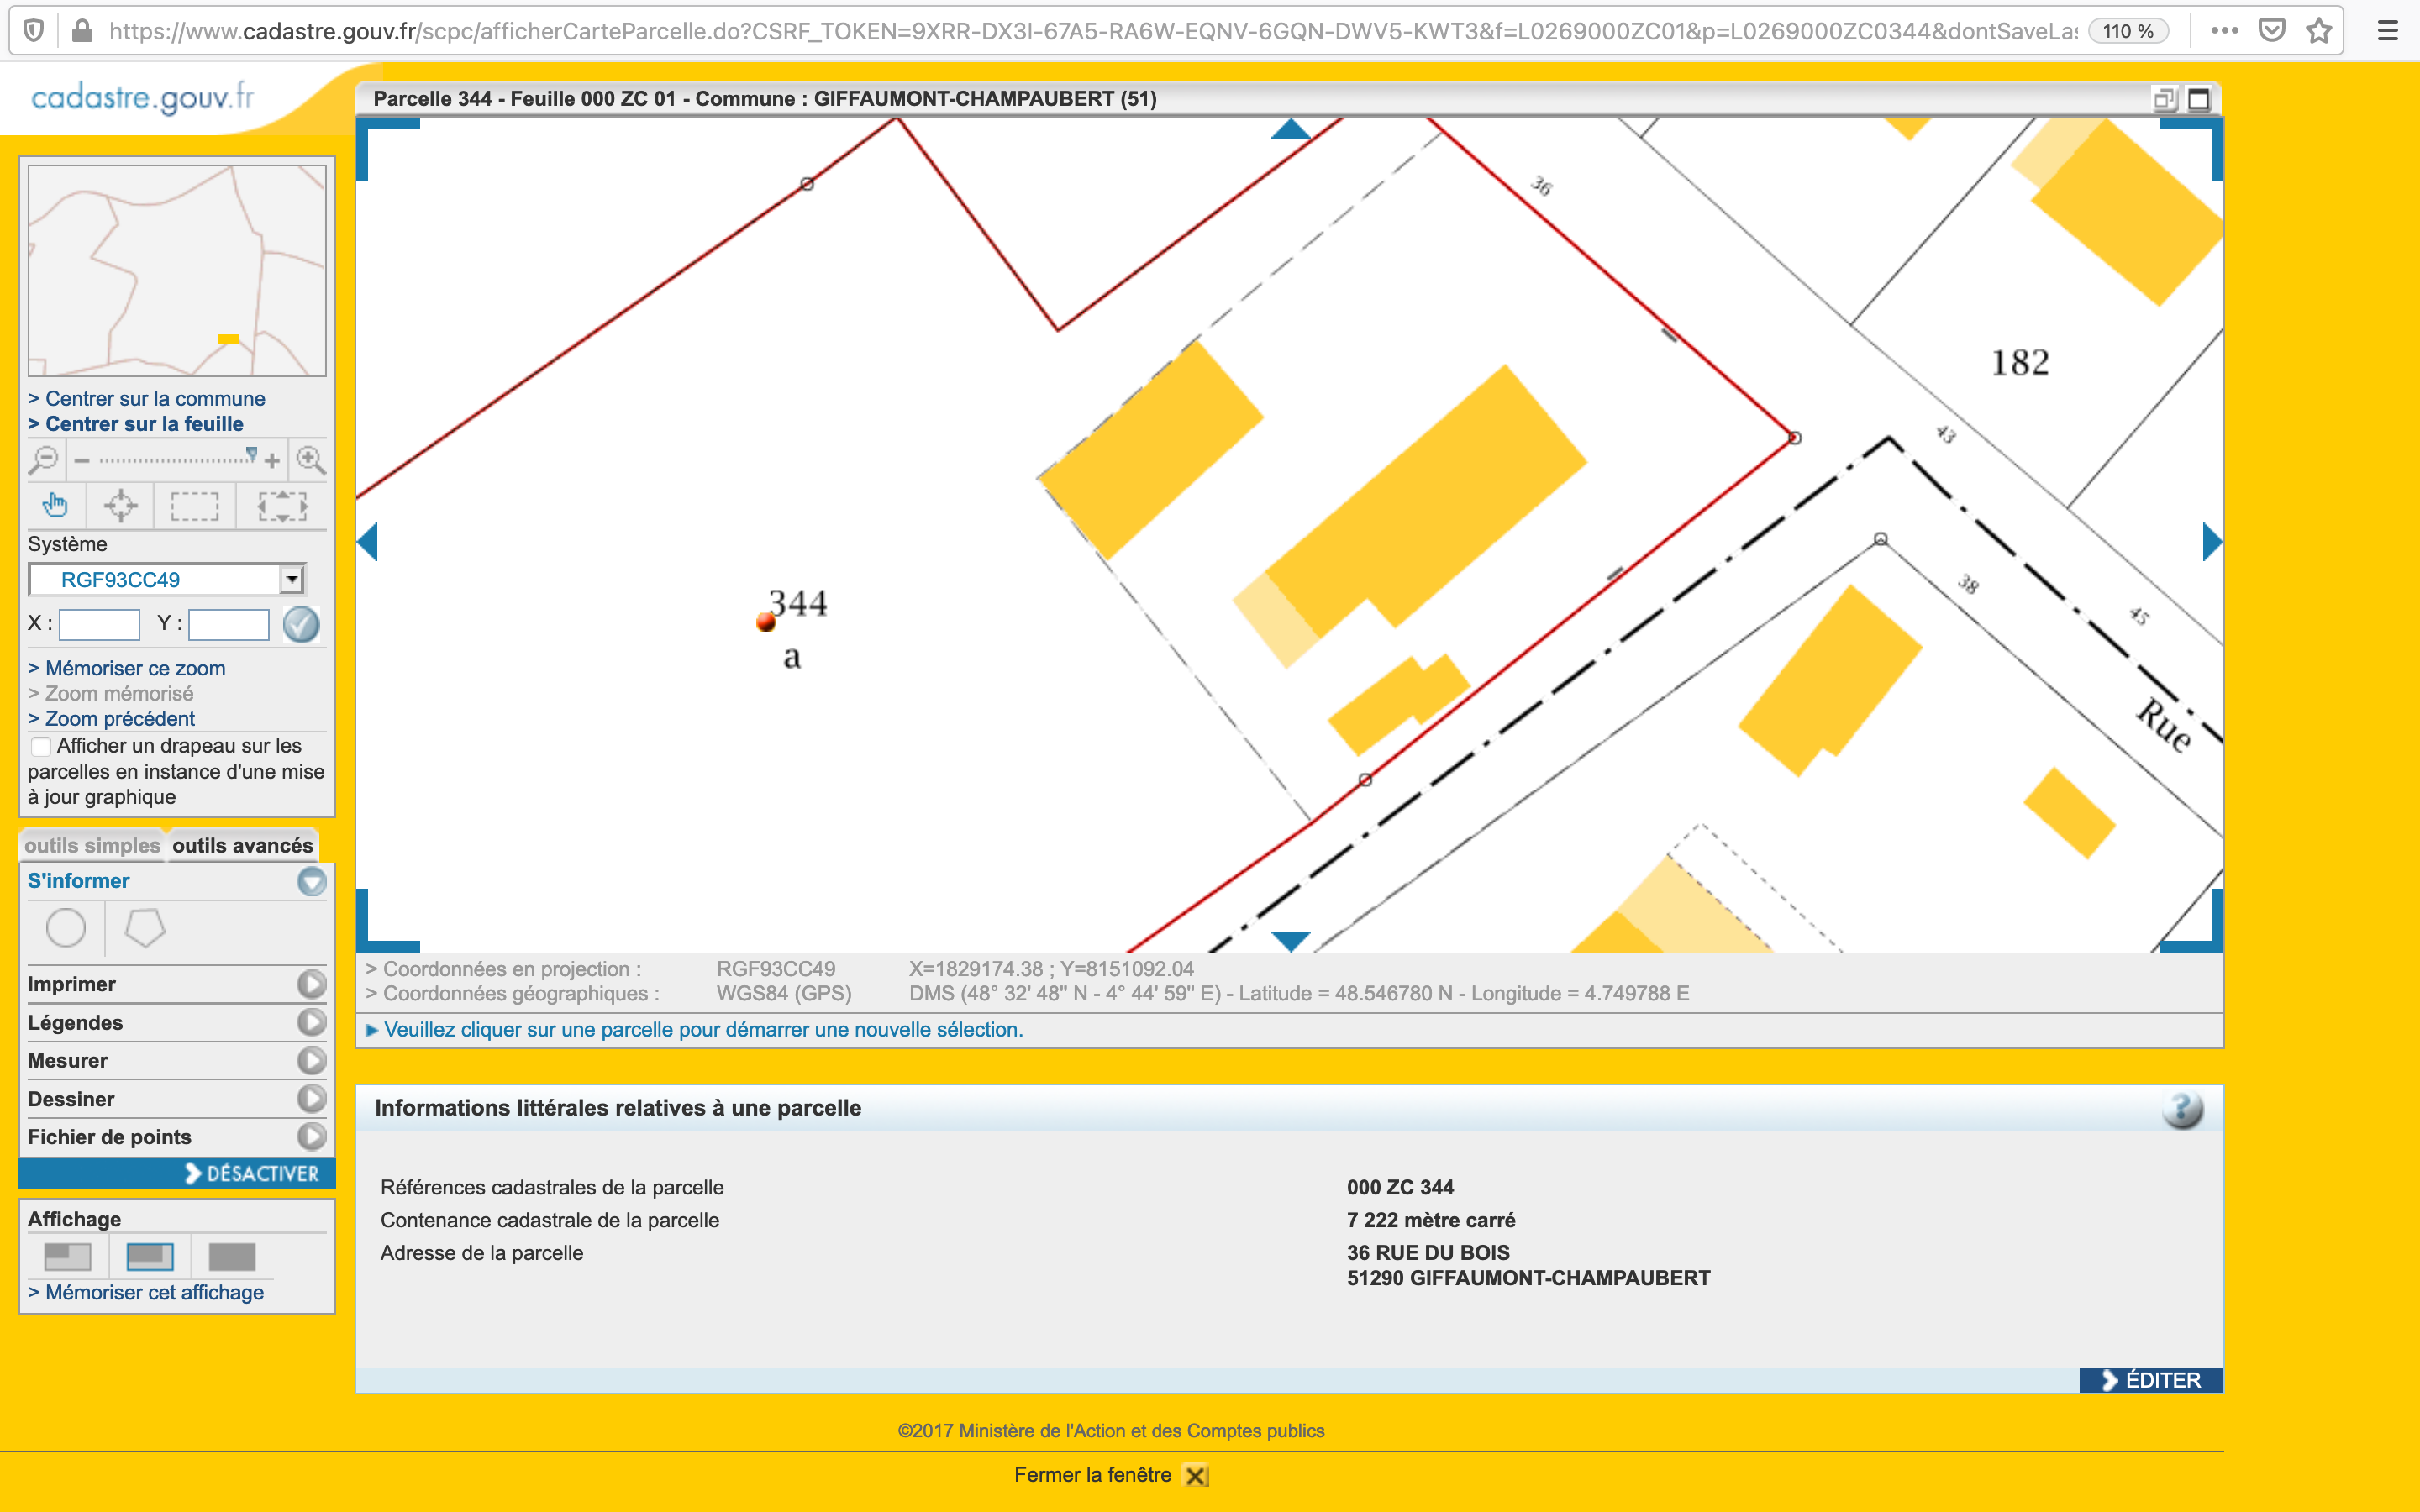 https://www.cadastre.gouv.fr/scpc/afficherCarteParcelle.do?CSRF_TOKEN=9XRR-DX3I-67A5-RA6W-EQNV-6GQN-DWV5-KWT3&f=L0269000ZC01&p=L0269000ZC0344&dontSaveLas
110 %
cadastre.gouv.fr
Parcelle 344 - Feuille 000 ZC 01 - Commune : GIFFAUMONT-CHAMPAUBERT (51)
> Centrer sur la commune
> Centrer sur la feuille
Système
RGF93CC49
X :
Y :
> Mémoriser ce zoom
> Zoom mémorisé
> Zoom précédent
Afficher un drapeau sur les
parcelles en instance d'une mise
à jour graphique
outils simples
outils avancés
S'informer
Imprimer
Légendes
Mesurer
Dessiner
Fichier de points
DÉSACTIVER
Affichage
> Mémoriser cet affichage
36
182
43
344
a
38
45
Rue
> Coordonnées en projection : RGF93CC49 X=1829174.38 ; Y=8151092.04
> Coordonnées géographiques : WGS84 (GPS) DMS (48° 32' 48" N - 4° 44' 59" E) - Latitude = 48.546780 N - Longitude = 4.749788 E
Veuillez cliquer sur une parcelle pour démarrer une nouvelle sélection.
Informations littérales relatives à une parcelle
?
Références cadastrales de la parcelle 000 ZC 344
Contenance cadastrale de la parcelle 7 222 mètre carré
Adresse de la parcelle 36 RUE DU BOIS
51290 GIFFAUMONT-CHAMPAUBERT
ÉDITER
©2017 Ministère de l'Action et des Comptes publics
Fermer la fenêtre